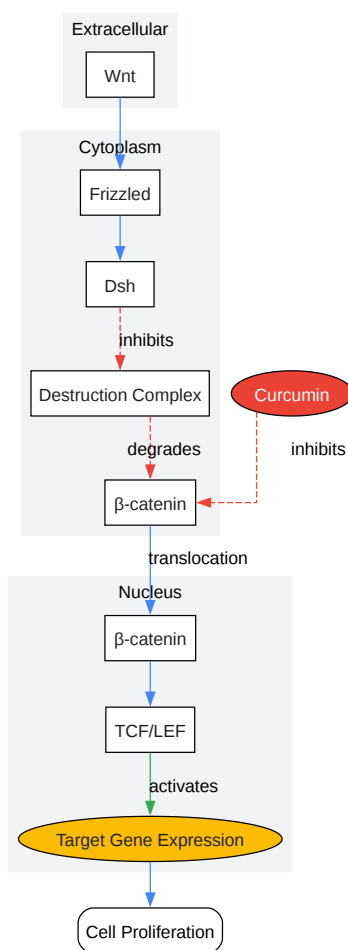 Extracellular
Wnt
Cytoplasm
Frizzled
Dsh
inhibits
Destruction Complex
Curcumin
degrades
inhibits
β-catenin
translocation
Nucleus
β-catenin
TCF/LEF
activates
Target Gene Expression
Cell Proliferation